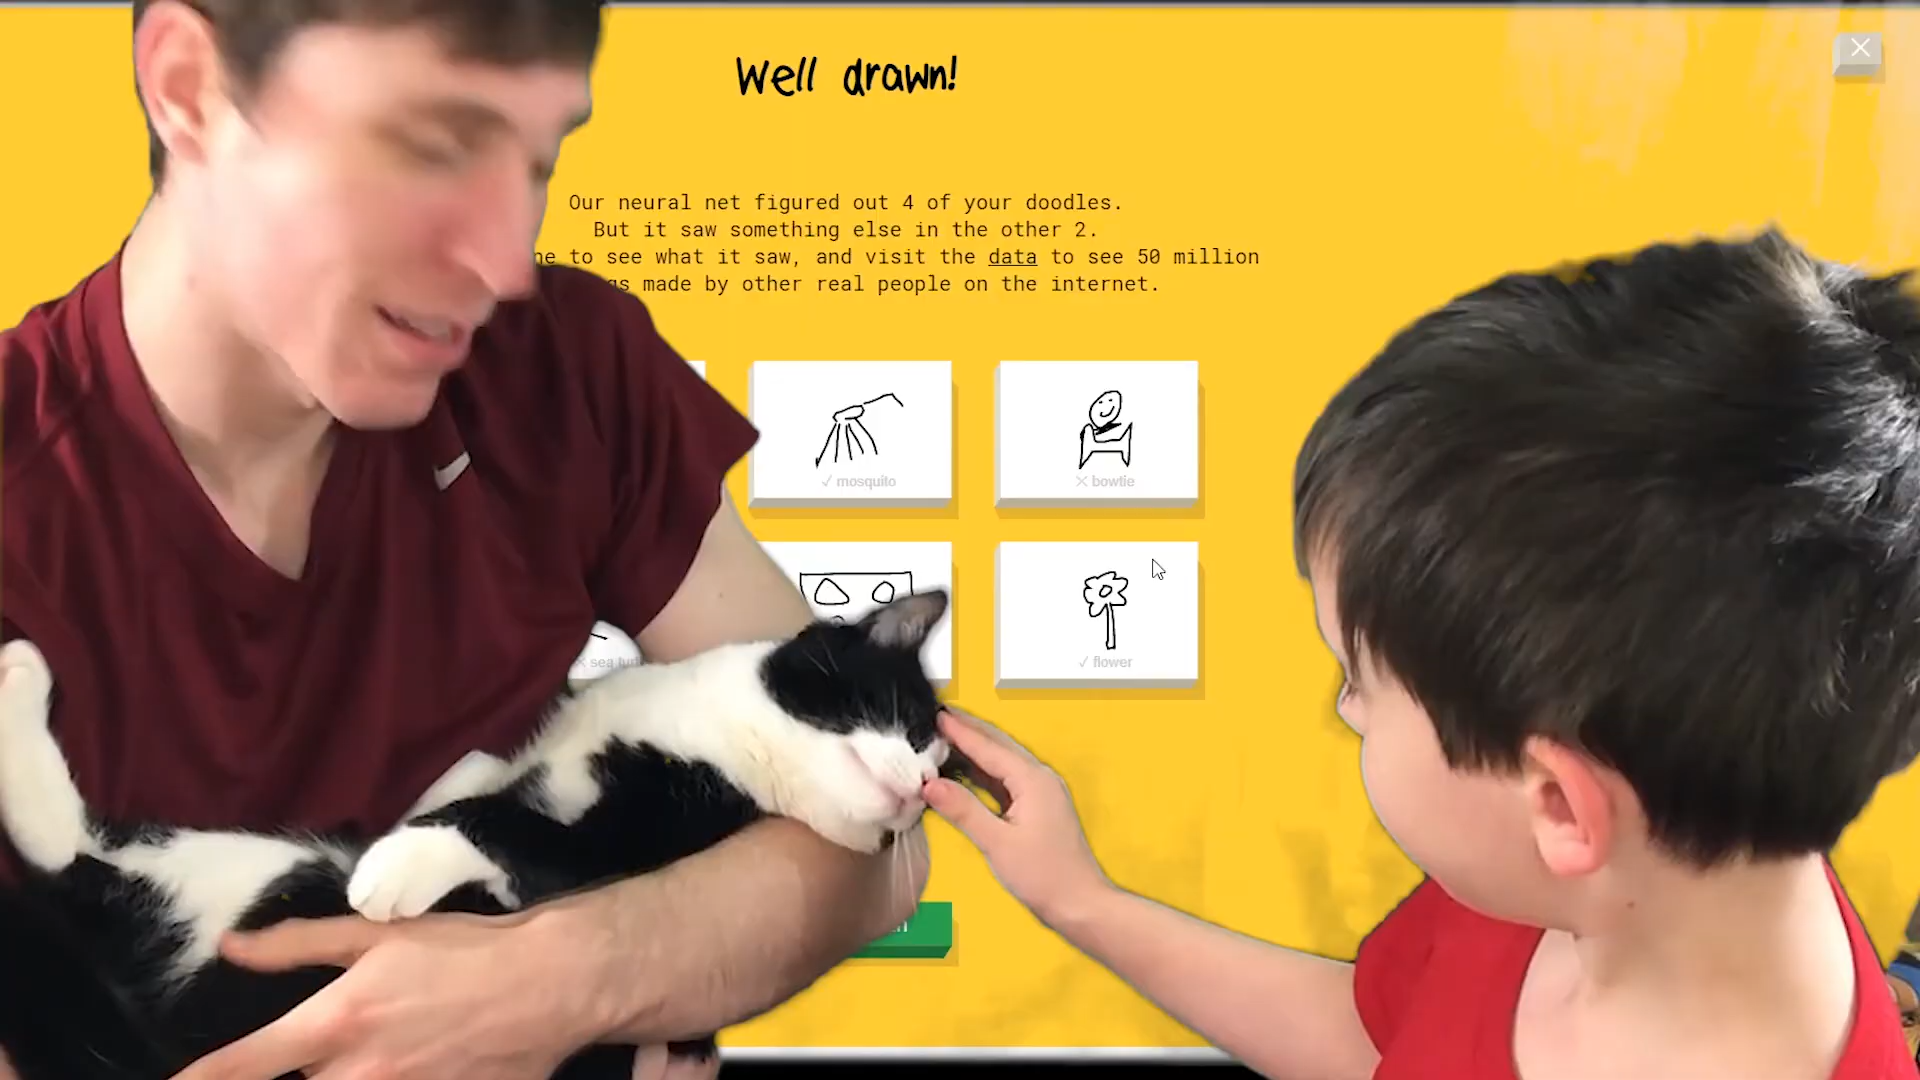 Well drawn!
Our neural net figured out 4 of your doodles.
But it saw something else in the other 2.
to see what it saw, and visit the data to see 50 million
made by other real people on the internet.
✓ mosquito
✕ bowtie
✕ sea
✓ flower